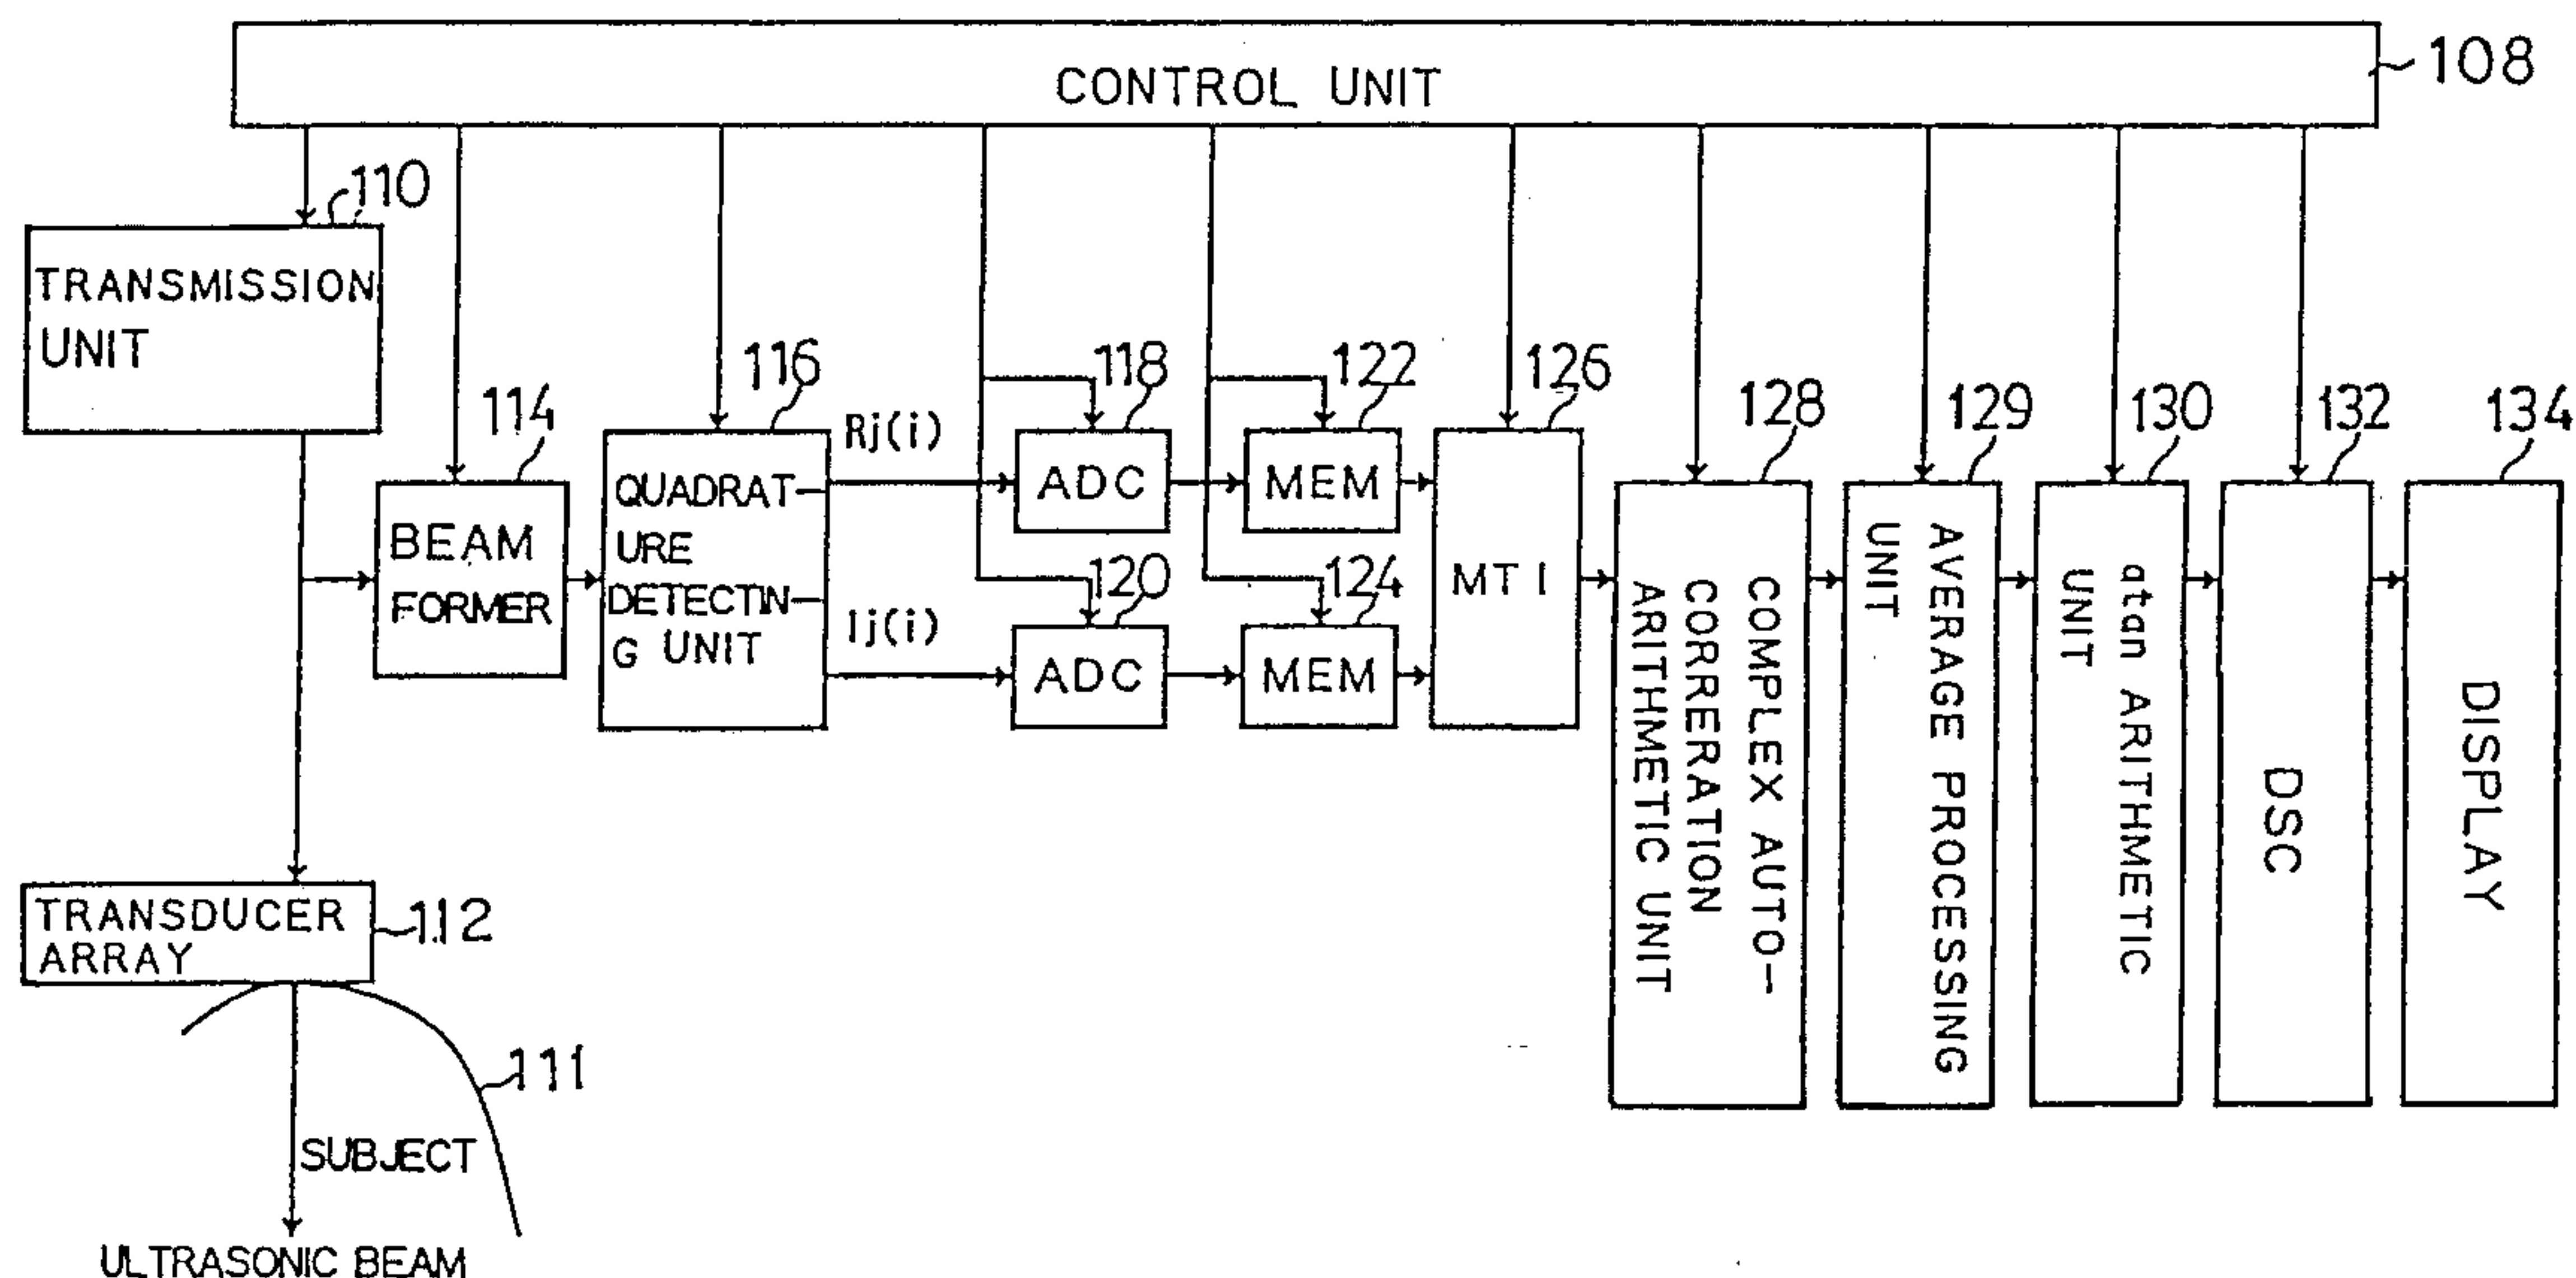 CONTROL UNIT
108
110
TRANSMISSION
UNIT
114
BEAM
FORMER
116
QUADRAT-
URE
DETECTIN-
G UNIT
Rj(i)
Ij(i)
118
ADC
120
ADC
122
MEM
124
MEM
126
MTI
128
COMPLEX AUTO-
CORRERATION
ARITHMETIC UNIT
129
AVERAGE PROCESSING
UNIT
130
atan ARITHMETIC
UNIT
132
DSC
134
DISPLAY
TRANSDUCER
ARRAY
112
111
SUBJECT
ULTRASONIC BEAM